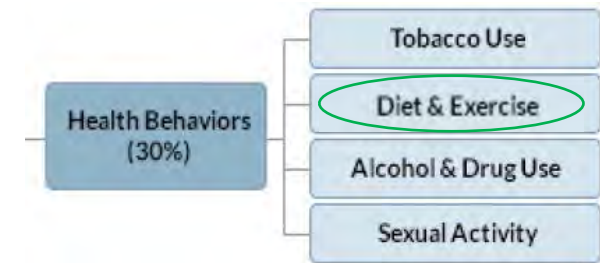 Tobacco Use
Health Behaviors
(30%)
Diet & Exercise
Alcohol & Drug Use
Sexual Activity